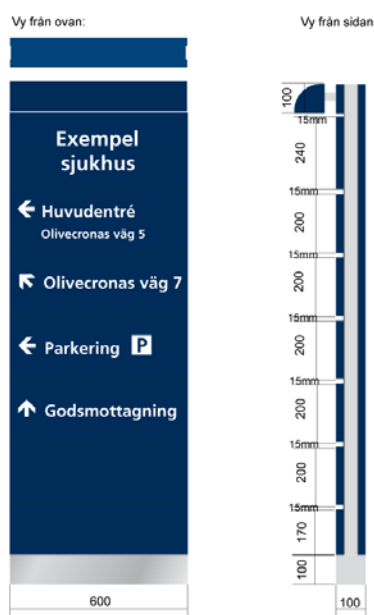 Vy från ovan:
Vy från sidan
Exempel
sjukhus
Huvudentré
Olivecronas väg 5
Olivecronas väg 7
Parkering P
Godsmottagning
600
100
15mm
240
15mm
200
15mm
200
15mm
200
15mm
200
15mm
200
15mm
170
100
100